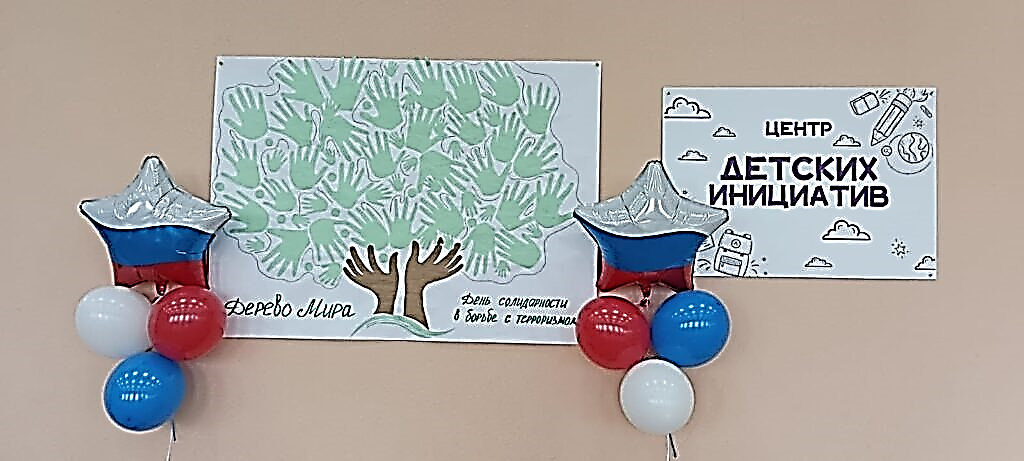 Дерево Мира
День солидарности
в борьбе с терроризмом
ЦЕНТР
ДЕТСКИХ
ИНИЦИАТИВ